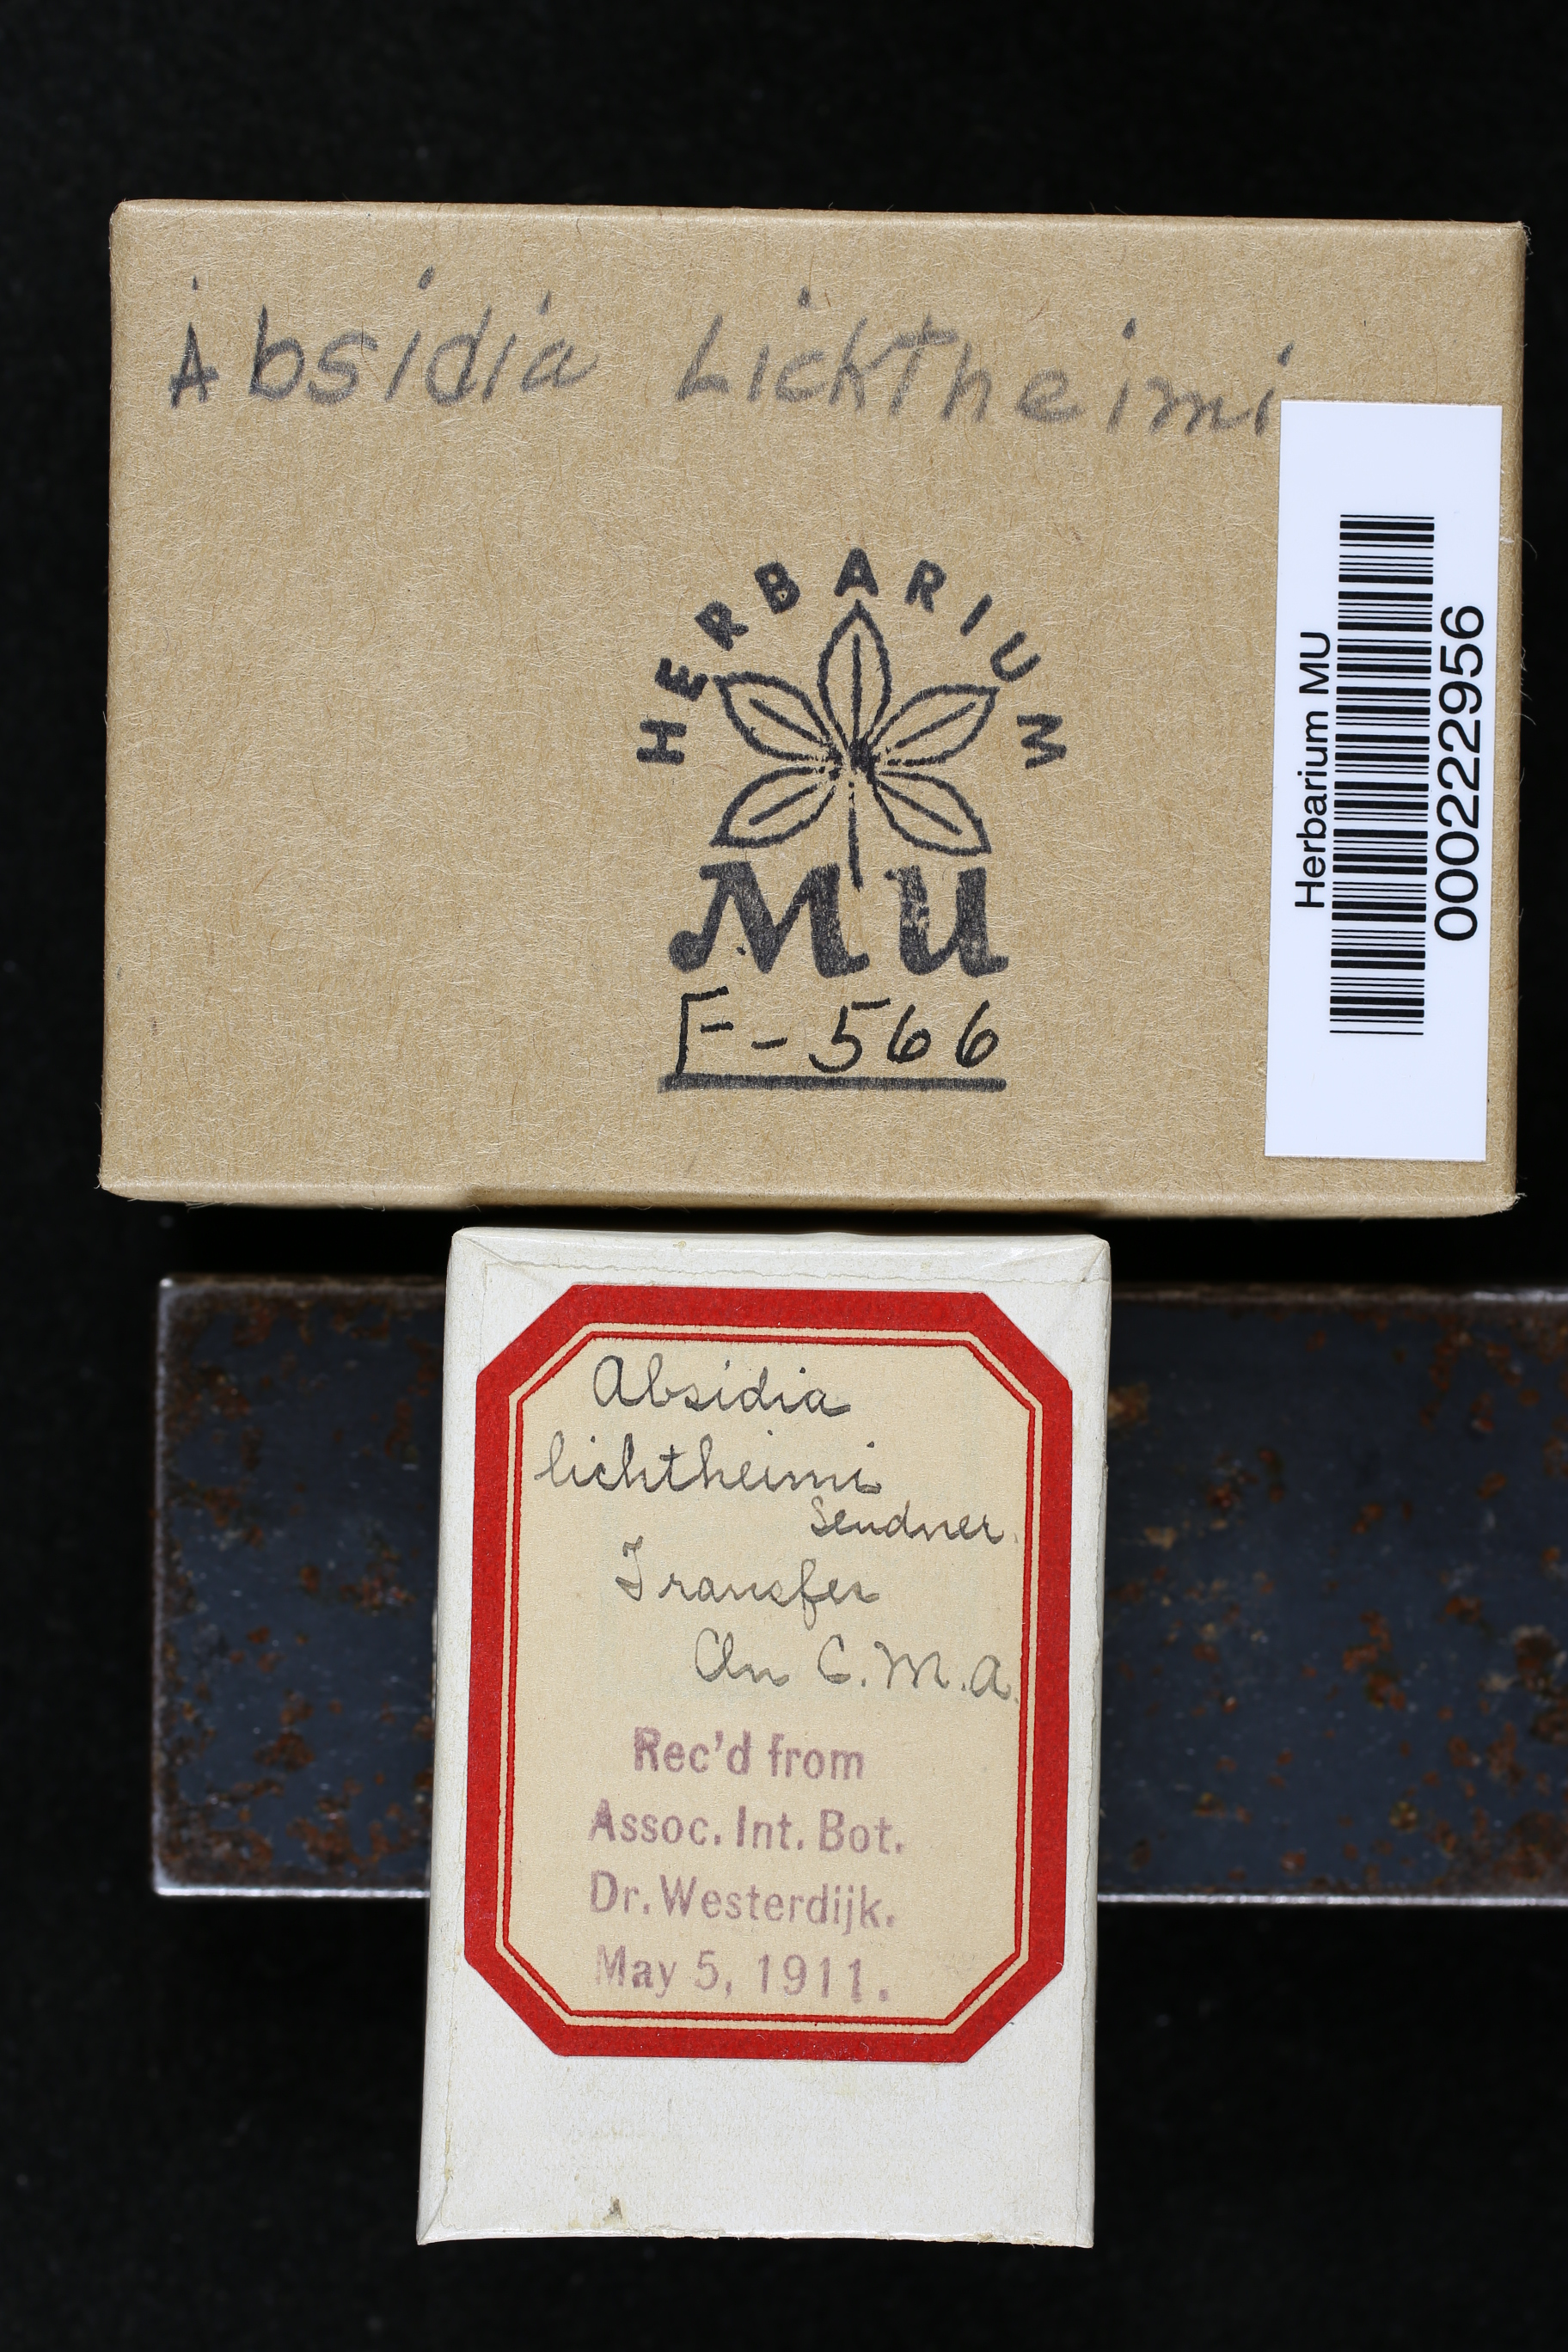 Absidia Lichtheimi
HERBARIUM
MU
F-566
Herbarium MU
000222956
Absidia
lichtheimi
Sendner.
Transfer
On C.M.A.
Rec'd from
Assoc. Int. Bot.
Dr. Westerdijk.
May 5, 1911.